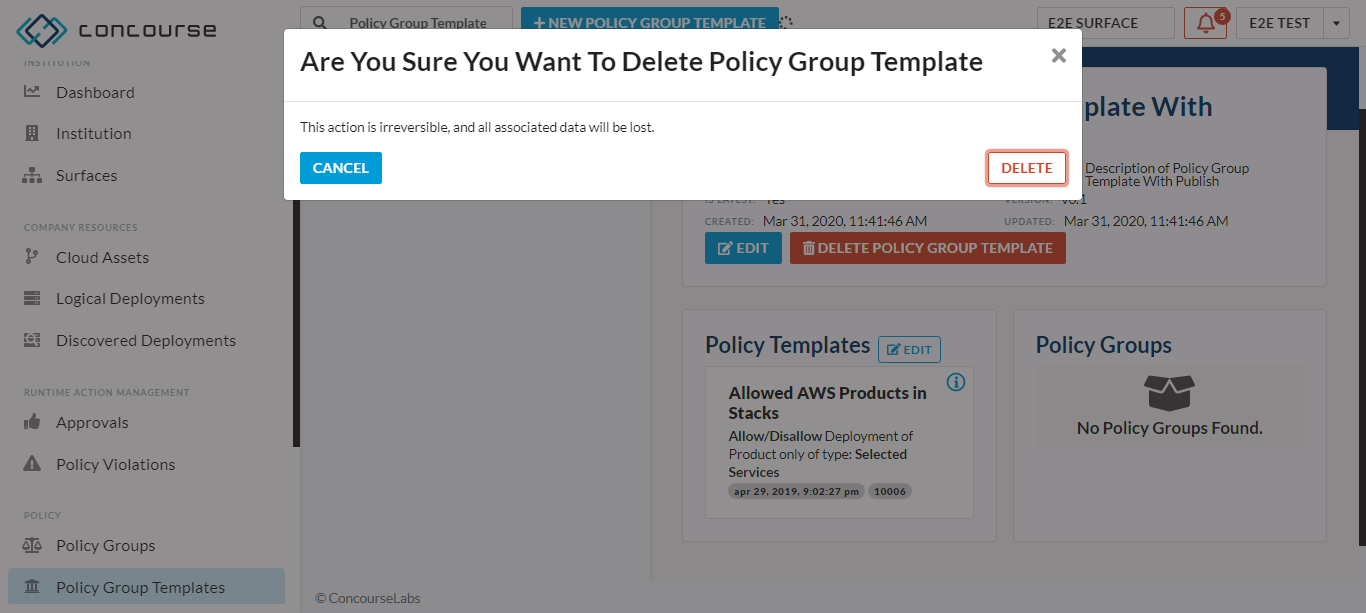 concourse
Policy Group Template
NEW POLICY GROUP TEMPLATE
E2E SURFACE
5
E2E TEST
INSTITUTION
Dashboard
Institution
Surfaces
COMPANY RESOURCES
Cloud Assets
Logical Deployments
Discovered Deployments
RUNTIME ACTION MANAGEMENT
Approvals
Policy Violations
POLICY
Policy Groups
Policy Group Templates
Are You Sure You Want To Delete Policy Group Template
×
This action is irreversible, and all associated data will be lost.
CANCEL
DELETE
plate With
Description of Policy Group
Template With Publish
IS LATEST: Yes
VERSION: v0.1
CREATED: Mar 31, 2020, 11:41:46 AM
UPDATED: Mar 31, 2020, 11:41:46 AM
EDIT
DELETE POLICY GROUP TEMPLATE
Policy Templates
EDIT
Allowed AWS Products in
Stacks
Allow/Disallow Deployment of
Product only of type: Selected
Services
apr 29, 2019, 9:02:27 pm
10006
Policy Groups
No Policy Groups Found.
© ConcourseLabs